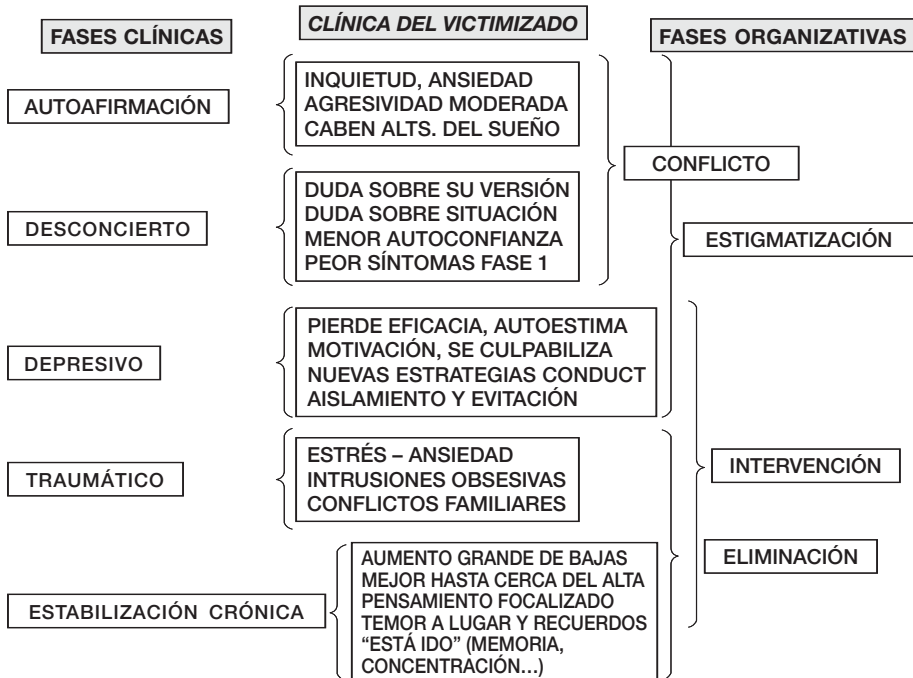 FASES CLÍNICAS
CLÍNICA DEL VICTIMIZADO
FASES ORGANIZATIVAS
AUTOAFIRMACIÓN
INQUIETUD, ANSIEDAD
AGRESIVIDAD MODERADA
CABEN ALTS. DEL SUEÑO
CONFLICTO
DESCONCIERTO
DUDA SOBRE SU VERSIÓN
DUDA SOBRE SITUACIÓN
MENOR AUTOCONFIANZA
PEOR SÍNTOMAS FASE 1
ESTIGMATIZACIÓN
DEPRESIVO
PIERDE EFICACIA, AUTOESTIMA
MOTIVACIÓN, SE CULPABILIZA
NUEVAS ESTRATEGIAS CONDUCT
AISLAMIENTO Y EVITACIÓN
TRAUMÁTICO
ESTRÉS – ANSIEDAD
INTRUSIONES OBSESIVAS
CONFLICTOS FAMILIARES
INTERVENCIÓN
ELIMINACIÓN
ESTABILIZACIÓN CRÓNICA
AUMENTO GRANDE DE BAJAS
MEJOR HASTA CERCA DEL ALTA
PENSAMIENTO FOCALIZADO
TEMOR A LUGAR Y RECUERDOS
“ESTÁ IDO” (MEMORIA,
CONCENTRACIÓN...)